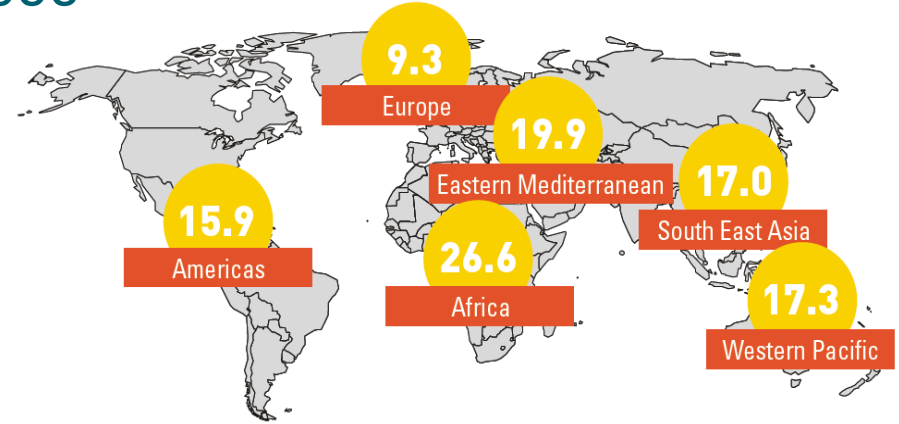 9.3
Europe
19.9
Eastern Mediterranean
17.0
South East Asia
15.9
Americas
26.6
Africa
17.3
Western Pacific